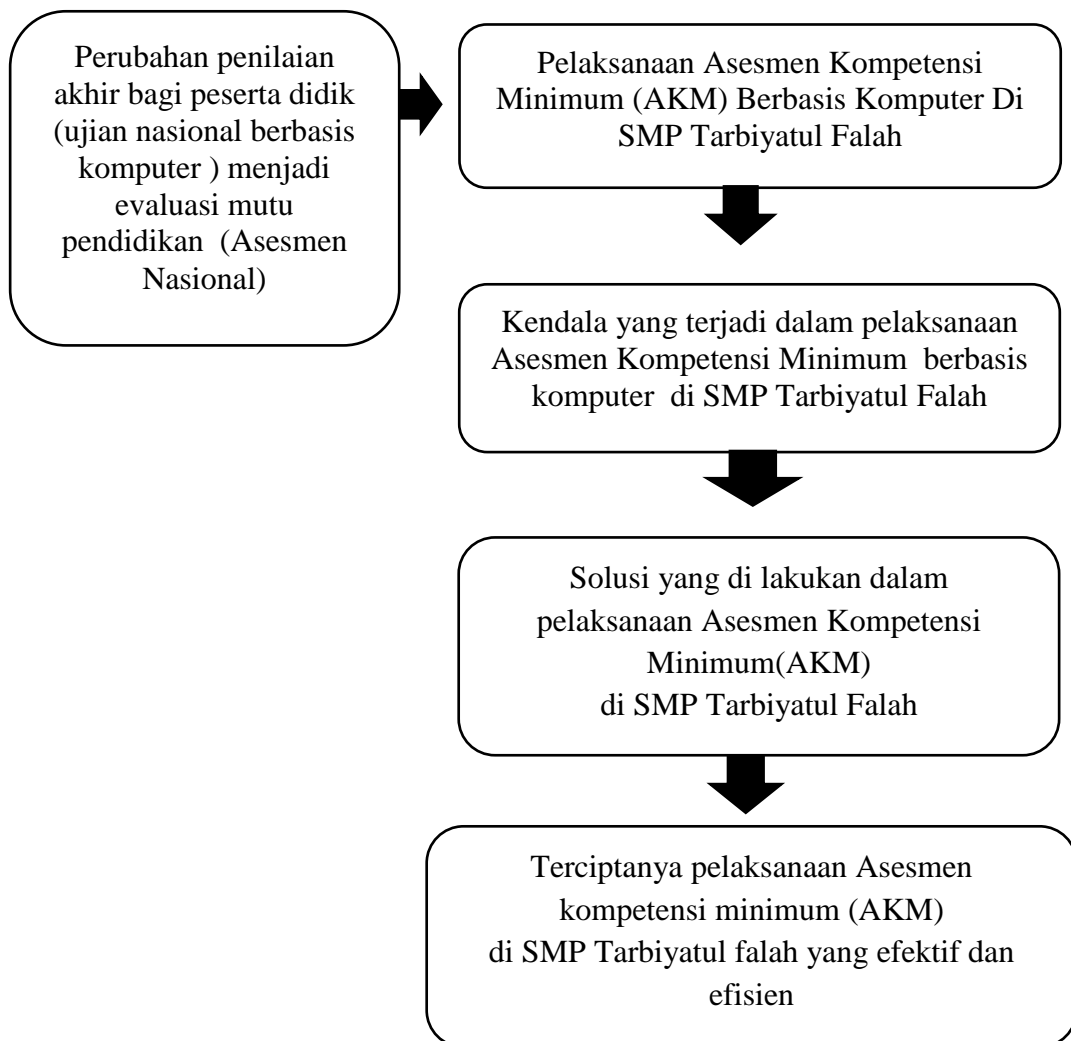 Perubahan penilaian
akhir bagi peserta didik
(ujian nasional berbasis
komputer ) menjadi
evaluasi mutu
pendidikan (Asesmen
Nasional)
Pelaksanaan Asesmen Kompetensi
Minimum (AKM) Berbasis Komputer Di
SMP Tarbiyatul Falah
Kendala yang terjadi dalam pelaksanaan
Asesmen Kompetensi Minimum berbasis
komputer di SMP Tarbiyatul Falah
Solusi yang di lakukan dalam
pelaksanaan Asesmen Kompetensi
Minimum(AKM)
di SMP Tarbiyatul Falah
Terciptanya pelaksanaan Asesmen
kompetensi minimum (AKM)
di SMP Tarbiyatul falah yang efektif dan
efisien